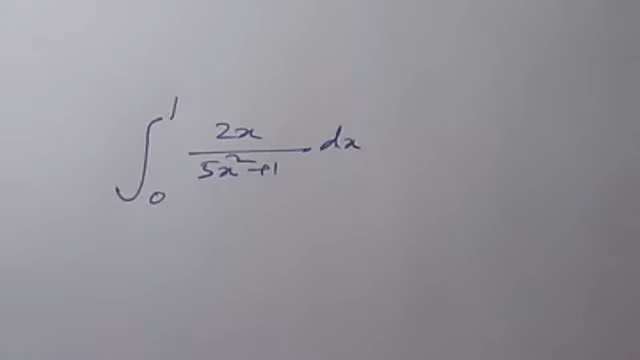 ∫₀¹ 2x/(5x²+1) dx